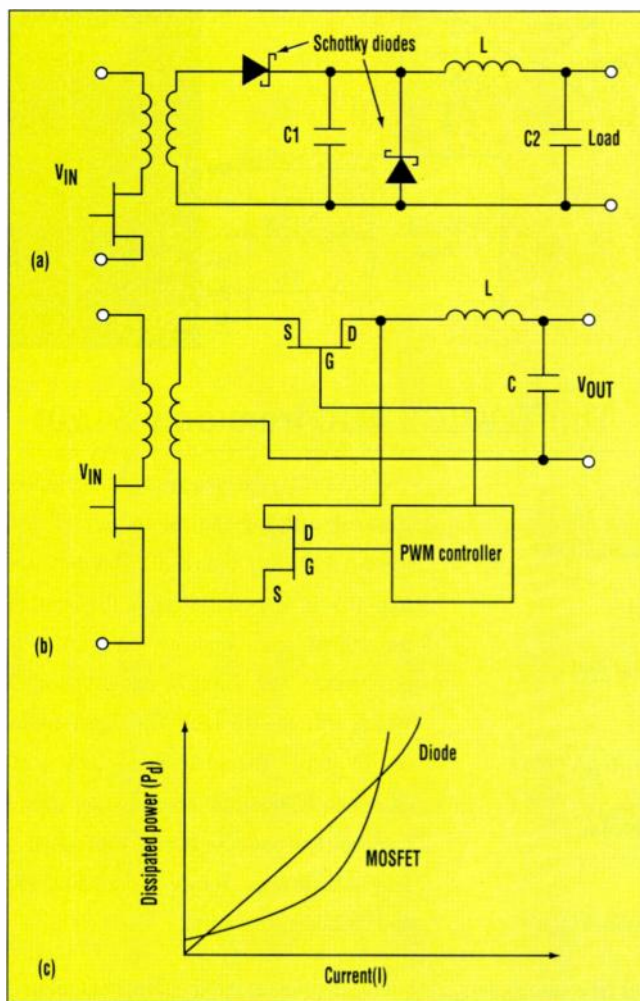 Schottky diodes
L
C1
C2
Load
VIN
(a)
L
S
D
G
C
VOUT
VIN
D
G
S
PWM controller
(b)
Dissipated power (Pd)
Diode
MOSFET
Current(I)
(c)